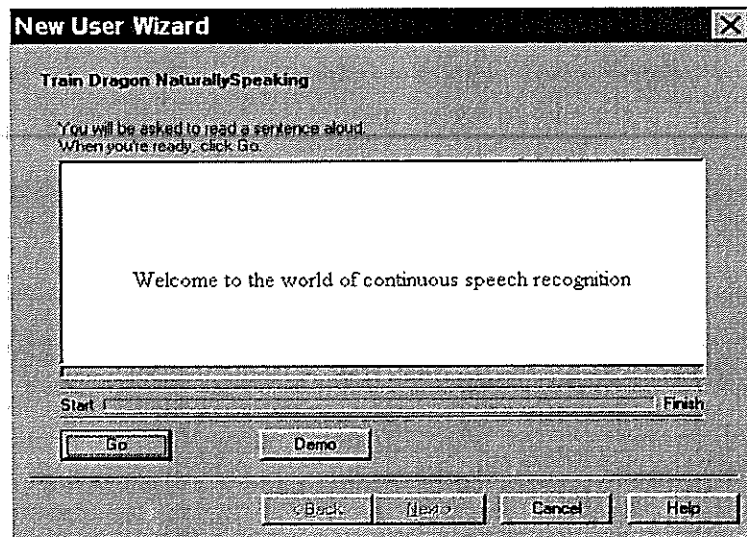 New User Wizard
Train Dragon NaturallySpeaking
You will be asked to read a sentence aloud.
When you're ready, click Go.
Welcome to the world of continuous speech recognition
Start Finish
Go Demo
<Back Next> Cancel Help